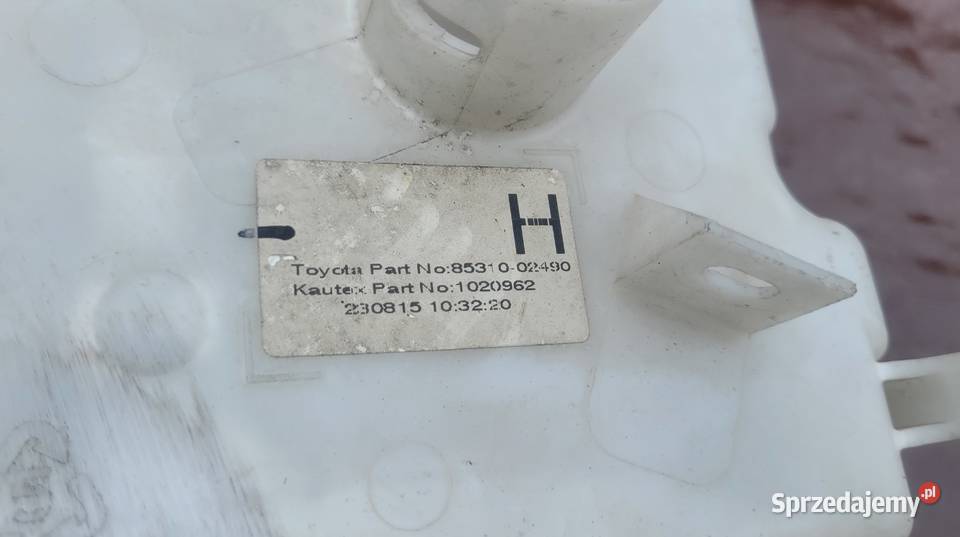 H
Toyota Part No:85310-02490
Kautex Part No:1020962
230815 10:32:20
Sprzedajemy.pl